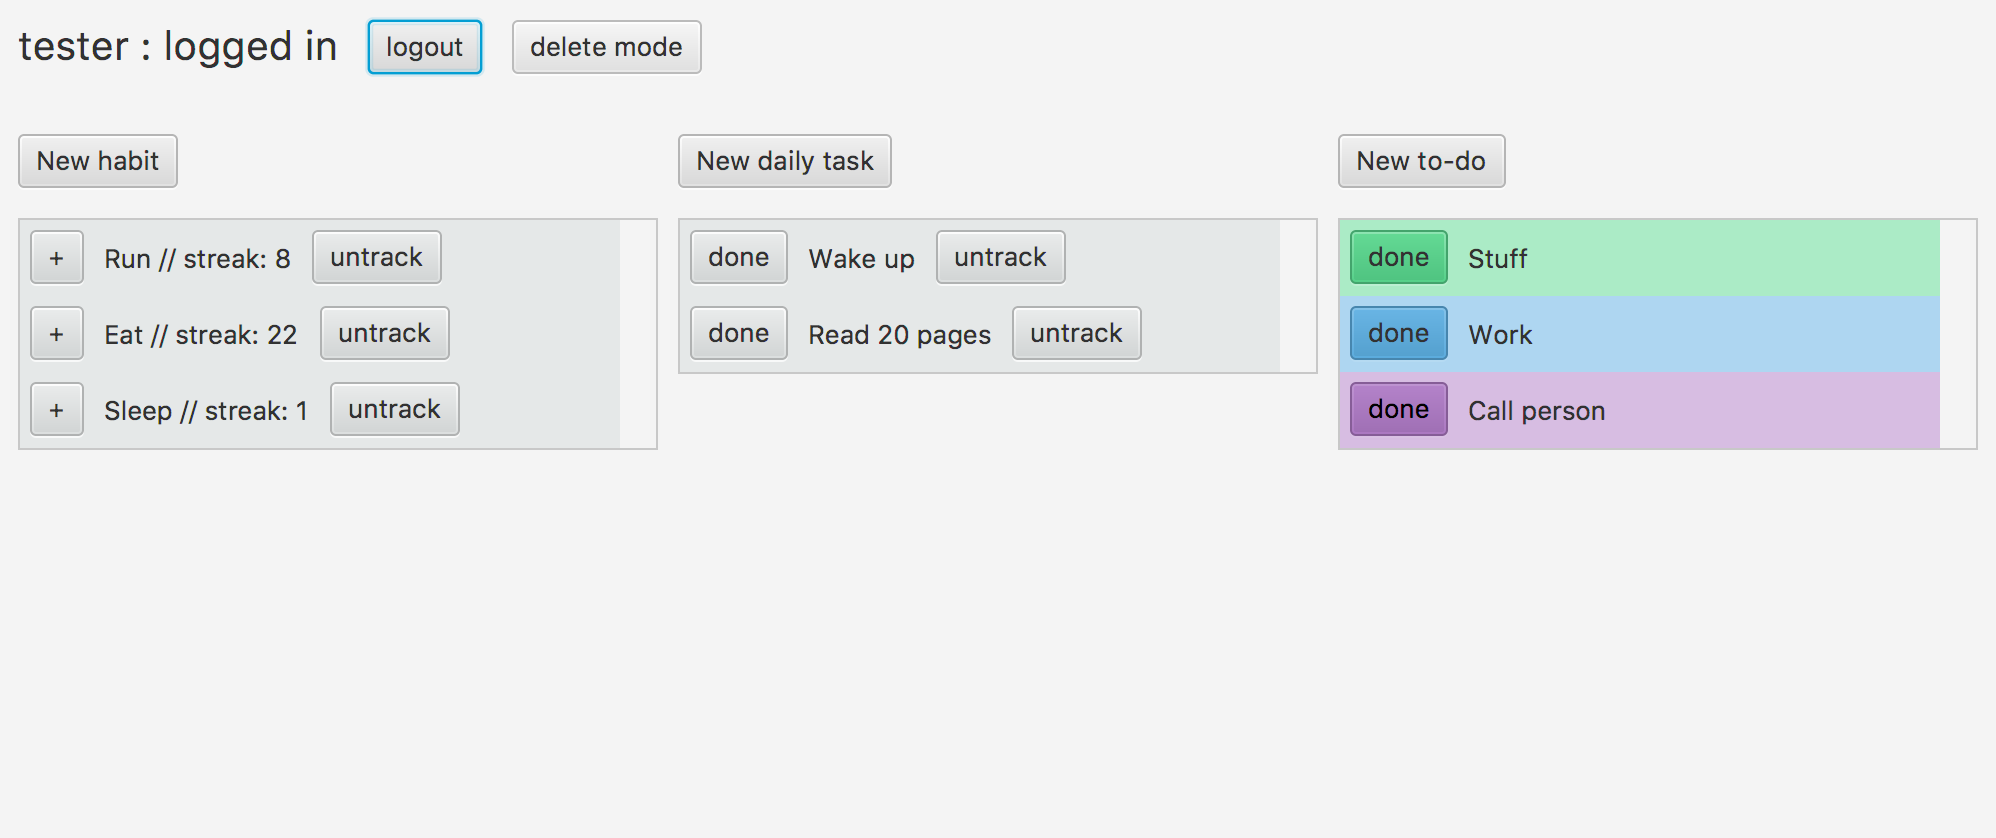 tester : logged in logout delete mode
New habit
+ Run // streak: 8 untrack
+ Eat // streak: 22 untrack
+ Sleep // streak: 1 untrack
New daily task
done Wake up untrack
done Read 20 pages untrack
New to-do
done Stuff
done Work
done Call person